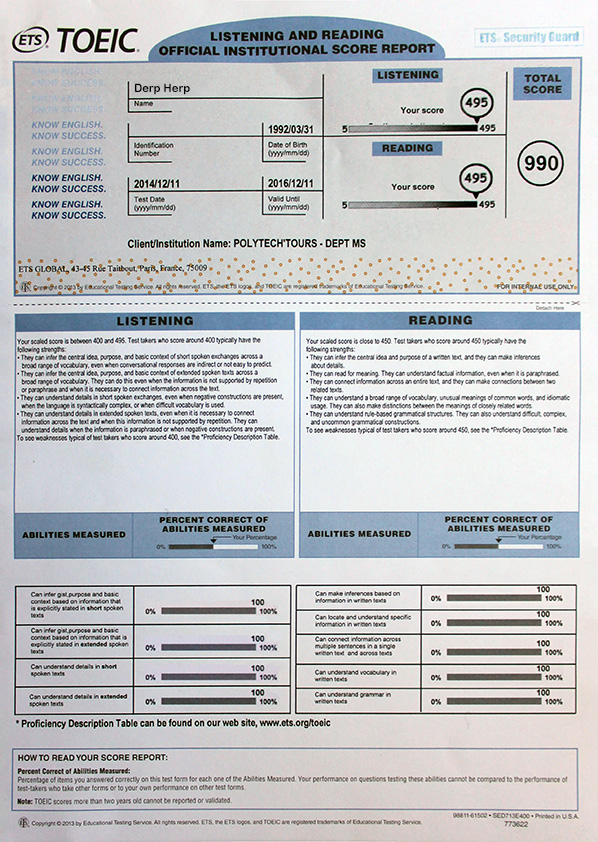 ETS TOEIC
LISTENING AND READING
OFFICIAL INSTITUTIONAL SCORE REPORT
ETS Security Guard
KNOW ENGLISH.
KNOW SUCCESS.
KNOW ENGLISH.
KNOW SUCCESS.
KNOW ENGLISH.
KNOW SUCCESS.
KNOW ENGLISH.
KNOW SUCCESS.
KNOW ENGLISH.
KNOW SUCCESS.
KNOW ENGLISH.
KNOW SUCCESS.
Derp Herp
Name
Identification
Number
1992/03/31
Date of Birth
(yyyy/mm/dd)
2014/12/11
Test Date
(yyyy/mm/dd)
2016/12/11
Valid Until
(yyyy/mm/dd)
LISTENING
Your score
495
5 495
READING
Your score
495
5 495
TOTAL
SCORE
990
Client/Institution Name: POLYTECH'TOURS - DEPT MS
ETS GLOBAL, 43-45 Rue Taitbout, Paris, France, 75009
Copyright © 2013 by Educational Testing Service. All rights Reserved. ETS, the ETS logos, and TOEIC are registered trademarks of Educational Testing Service.
FOR INTERNAL USE ONLY
Detach Here
LISTENING
Your scaled score is between 400 and 495. Test takers who score around 400 typically have the
following strengths:
• They can infer the central idea, purpose, and basic context of short spoken exchanges across a
broad range of vocabulary, even when conversational responses are indirect or not easy to predict.
• They can infer the central idea, purpose, and basic context of extended spoken texts across a
broad range of vocabulary. They can do this even when the information is not supported by repetition
or paraphrase and when it is necessary to connect information across the text.
• They can understand details in short spoken exchanges, even when negative constructions are present,
when the language is syntactically complex, or when difficult vocabulary is used.
• They can understand details in extended spoken texts, even when it is necessary to connect
information across the text and when this information is not supported by repetition. They can
understand details when the information is paraphrased or when negative constructions are present.
To see weaknesses typical of test takers who score around 400, see the *Proficiency Description Table.
ABILITIES MEASURED
PERCENT CORRECT OF
ABILITIES MEASURED
Your Percentage
0% 100%
READING
Your scaled score is close to 450. Test takers who score around 450 typically have the
following strengths:
• They can infer the central idea and purpose of a written text, and they can make inferences
about details.
• They can read for meaning. They can understand factual information, even when it is paraphrased.
• They can connect information across an entire text, and they can make connections between two
related texts.
• They can understand a broad range of vocabulary, unusual meanings of common words, and idiomatic
usage. They can also make distinctions between the meanings of closely related words.
• They can understand rule-based grammatical structures. They can also understand difficult, complex,
and uncommon grammatical constructions.
To see weaknesses typical of test takers who score around 450, see the *Proficiency Description Table.
ABILITIES MEASURED
PERCENT CORRECT OF
ABILITIES MEASURED
Your Percentage
0% 100%
Can infer gist,purpose and basic
context based on information that
is explicitly stated in short spoken
texts
100
0% 100%
Can infer gist,purpose and basic
context based on information that is
explicitly stated in extended spoken
texts
100
0% 100%
Can understand details in short
spoken texts
100
0% 100%
Can understand details in extended
spoken texts
100
0% 100%
Can make inferences based on
information in written texts
100
0% 100%
Can locate and understand specific
information in written texts
100
0% 100%
Can connect information across
multiple sentences in a single
written text and across texts
100
0% 100%
Can understand vocabulary in
written texts
100
0% 100%
Can understand grammar in
written texts
100
0% 100%
* Proficiency Description Table can be found on our web site, www.ets.org/toeic
HOW TO READ YOUR SCORE REPORT:
Percent Correct of Abilities Measured:
Percentage of items you answered correctly on this test form for each one of the Abilities Measured. Your performance on questions testing these abilities cannot be compared to the performance of
test-takers who take other forms or to your own performance on other test forms.
Note: TOEIC scores more than two years old cannot be reported or validated.
Copyright © 2013 by Educational Testing Service. All rights reserved. ETS, the ETS logos, and TOEIC are registered trademarks of Educational Testing Service.
98811-61502 • SED713E400 • Printed in U.S.A.
773622